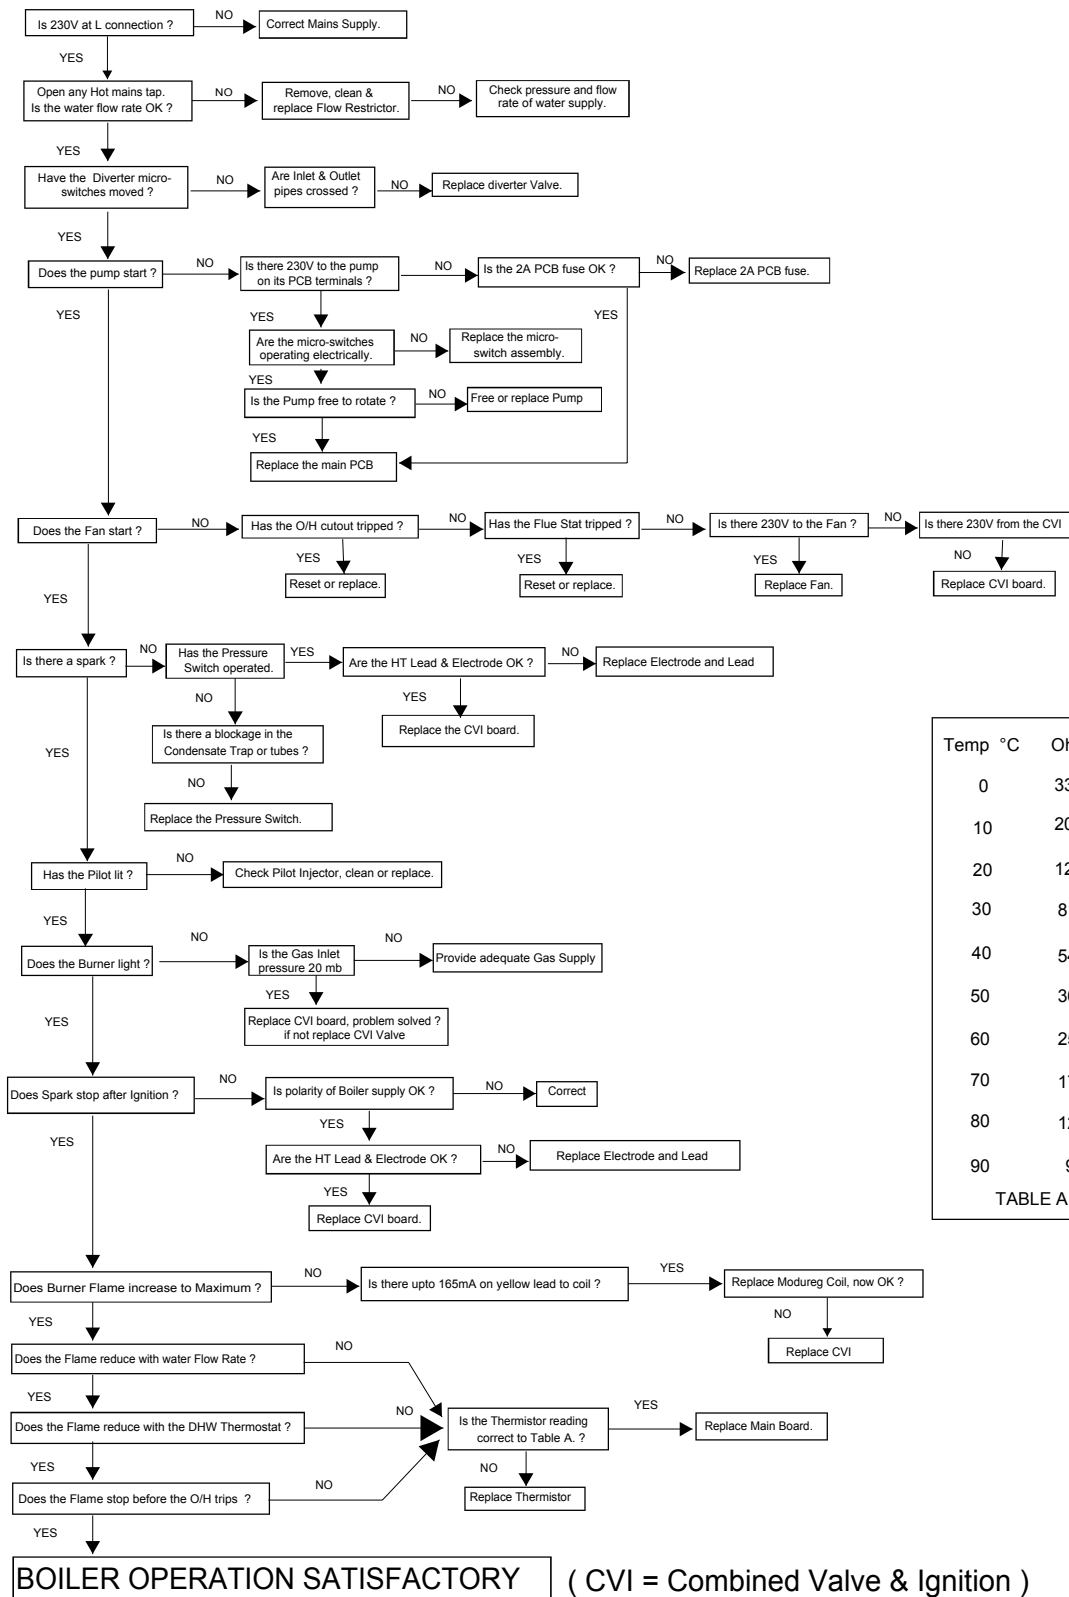 Is 230V at L connection ?
NO
Correct Mains Supply.
YES
Open any Hot mains tap.
Is the water flow rate OK ?
NO
Remove, clean &
replace Flow Restrictor.
NO
Check pressure and flow
rate of water supply.
YES
Have the Diverter micro-
switches moved ?
NO
Are Inlet & Outlet
pipes crossed ?
NO
Replace diverter Valve.
YES
Does the pump start ?
NO
Is there 230V to the pump
on its PCB terminals ?
NO
Is the 2A PCB fuse OK ?
NO
Replace 2A PCB fuse.
YES
YES
YES
Are the micro-switches
operating electrically.
NO
Replace the micro-
switch assembly.
YES
Is the Pump free to rotate ?
NO
Free or replace Pump
YES
Replace the main PCB
Does the Fan start ?
NO
Has the O/H cutout tripped ?
NO
Has the Flue Stat tripped ?
NO
Is there 230V to the Fan ?
NO
Is there 230V from the CVI
YES
YES
YES
NO
Reset or replace.
Reset or replace.
Replace Fan.
Replace CVI board.
YES
Is there a spark ?
NO
Has the Pressure
Switch operated.
YES
Are the HT Lead & Electrode OK ?
NO
Replace Electrode and Lead
NO
YES
Is there a blockage in the
Condensate Trap or tubes ?
Replace the CVI board.
YES
NO
Replace the Pressure Switch.
Has the Pilot lit ?
NO
Check Pilot Injector, clean or replace.
YES
Does the Burner light ?
NO
Is the Gas Inlet
pressure 20 mb
NO
Provide adequate Gas Supply
YES
YES
Replace CVI board, problem solved ?
if not replace CVI Valve
Does Spark stop after Ignition ?
NO
Is polarity of Boiler supply OK ?
NO
Correct
YES
YES
Are the HT Lead & Electrode OK ?
NO
Replace Electrode and Lead
YES
Replace CVI board.
Does Burner Flame increase to Maximum ?
NO
Is there upto 165mA on yellow lead to coil ?
YES
Replace Modureg Coil, now OK ?
YES
NO
Replace CVI
Does the Flame reduce with water Flow Rate ?
NO
YES
Does the Flame reduce with the DHW Thermostat ?
NO
Is the Thermistor reading
correct to Table A. ?
YES
Replace Main Board.
YES
NO
Replace Thermistor
Does the Flame stop before the O/H trips ?
NO
YES
BOILER OPERATION SATISFACTORY
( CVI = Combined Valve & Ignition )
Temp °C
0
10
20
30
40
50
60
70
80
90
TABLE A